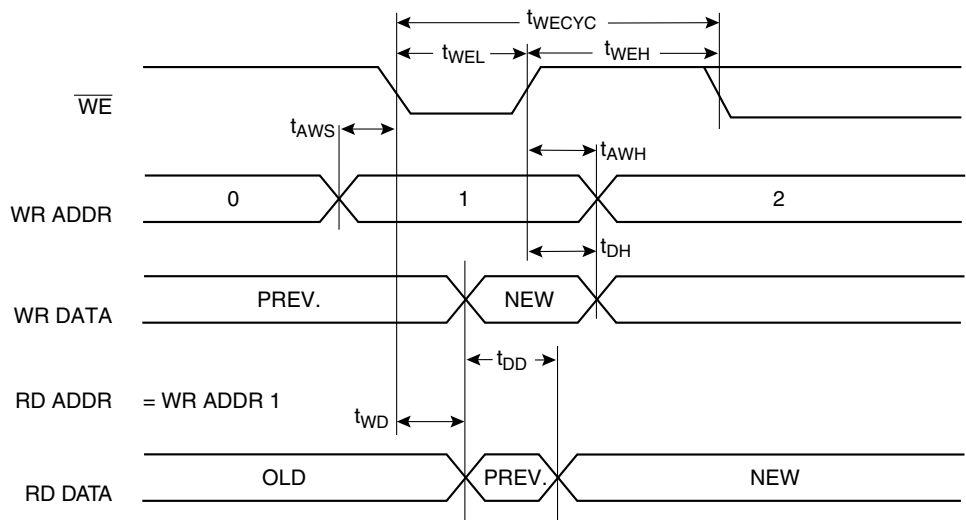 tWECYC
tWEL
tWEH
WE
tAWS
tAWH
WR ADDR
0
1
2
tDH
WR DATA
PREV.
NEW
tDD
RD ADDR = WR ADDR 1
tWD
RD DATA
OLD
PREV.
NEW